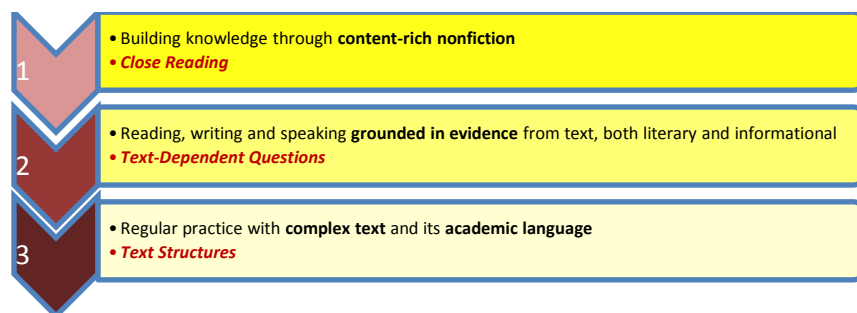 1
• Building knowledge through content-rich nonfiction
• Close Reading
2
• Reading, writing and speaking grounded in evidence from text, both literary and informational
• Text-Dependent Questions
3
• Regular practice with complex text and its academic language
• Text Structures